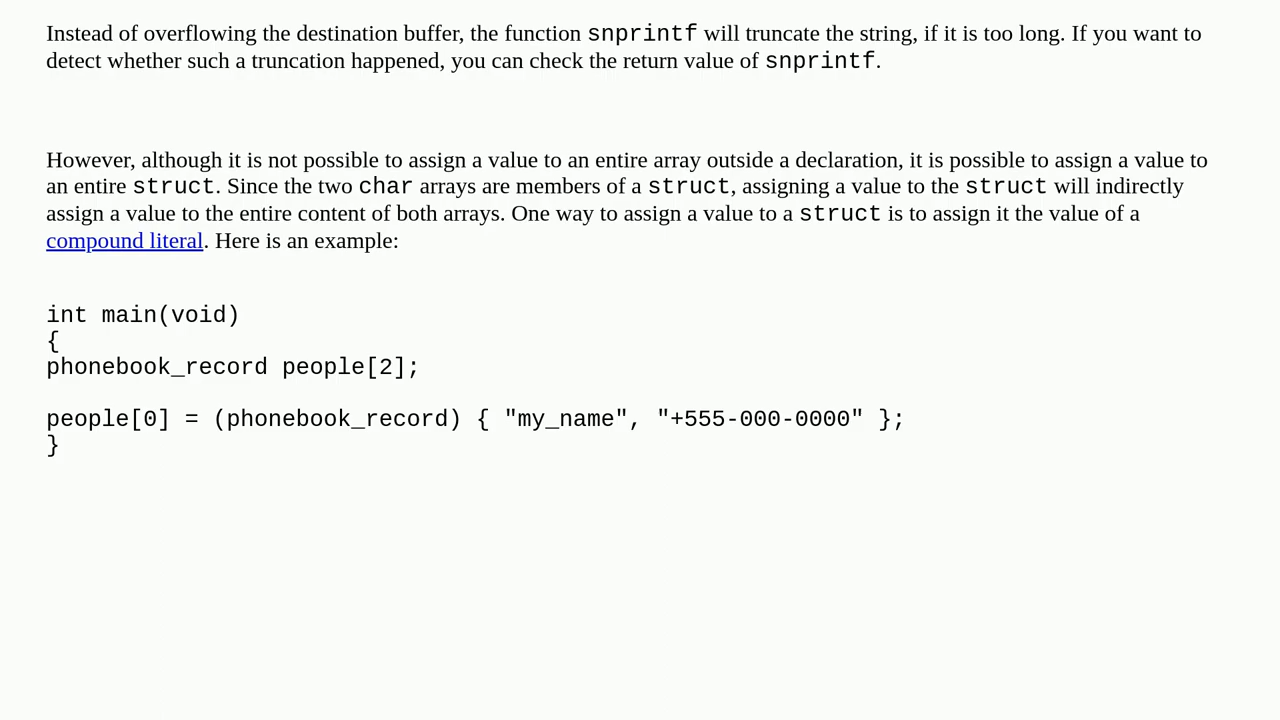 Instead of overflowing the destination buffer, the function snprintf will truncate the string, if it is too long. If you want to
detect whether such a truncation happened, you can check the return value of snprintf.
However, although it is not possible to assign a value to an entire array outside a declaration, it is possible to assign a value to
an entire struct. Since the two char arrays are members of a struct, assigning a value to the struct will indirectly
assign a value to the entire content of both arrays. One way to assign a value to a struct is to assign it the value of a
compound literal. Here is an example:
int main(void)
{
phonebook_record people[2];
people[0] = (phonebook_record) { "my_name", "+555-000-0000" };
}